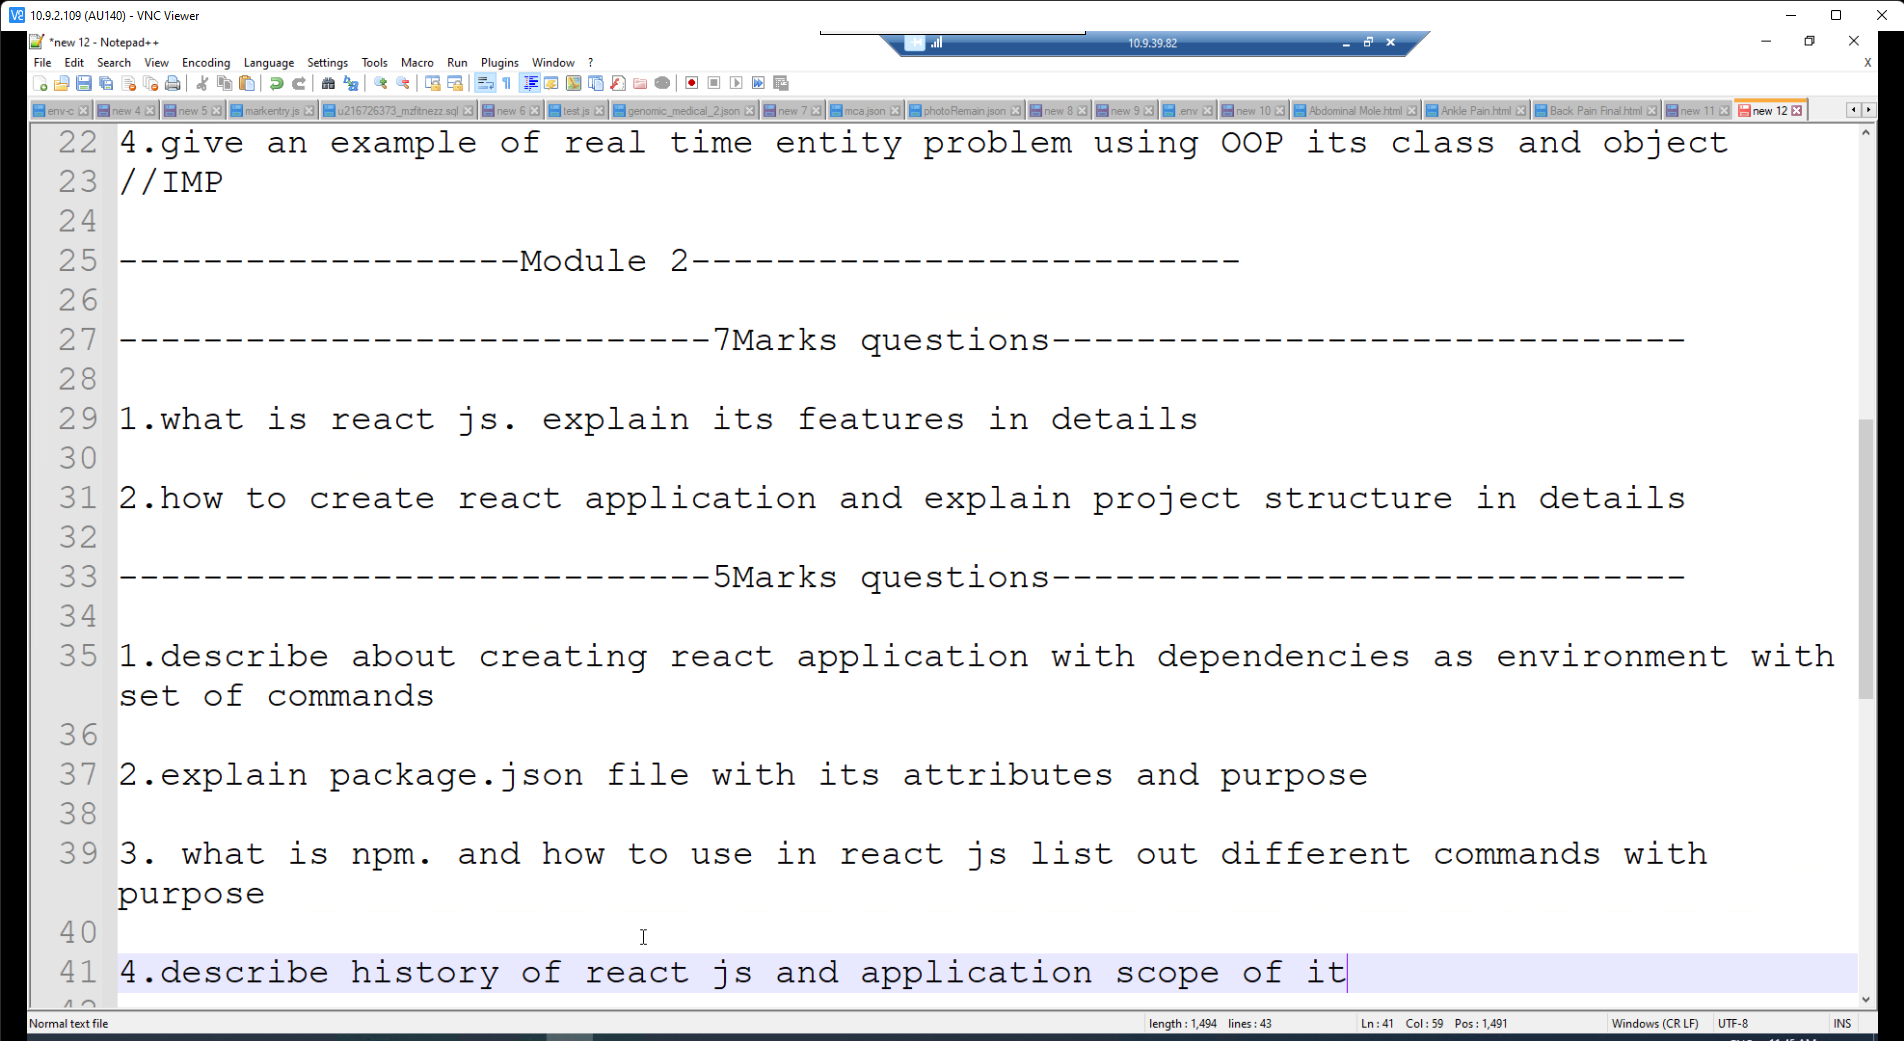 10.9.2.109 (AU140) - VNC Viewer
*new 12 - Notepad++
10.9.39.82
File Edit Search View Encoding Language Settings Tools Macro Run Plugins Window ? X
env-c new 4 new 5 markentry.js u216726373_mzfitnezz.sql new 6 test.js genomic_medical_2.json new 7 mca.json photoRemain.json new 8 new 9 .env new 10 Abdominal Mole.html Ankle Pain.html Back Pain Final.html new 11 new 12
22 4.give an example of real time entity problem using OOP its class and object
23 //IMP
24
25 -------------------Module 2--------------------------
26
27 ----------------------------7Marks questions------------------------------
28
29 1.what is react js. explain its features in details
30
31 2.how to create react application and explain project structure in details
32
33 ----------------------------5Marks questions------------------------------
34
35 1.describe about creating react application with dependencies as environment with
set of commands
36
37 2.explain package.json file with its attributes and purpose
38
39 3. what is npm. and how to use in react js list out different commands with
purpose
40
41 4.describe history of react js and application scope of it
Normal text file length : 1,494 lines : 43 Ln : 41 Col : 59 Pos : 1,491 Windows (CR LF) UTF-8 INS